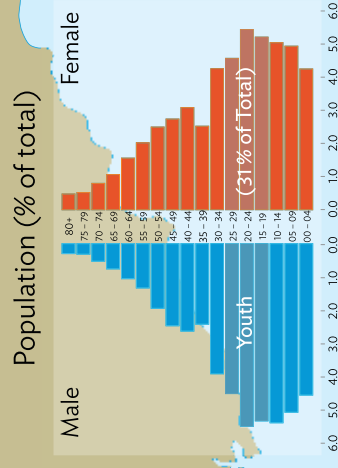 Population (% of total)
Male
Female
80+
75 – 79
70 – 74
65 – 69
60 – 64
55 – 59
50 – 54
45 – 49
40 – 44
35 – 39
30 – 34
25 – 29
20 – 24
15 – 19
10 – 14
05 – 09
00 – 04
Youth
(31% of Total)
6.0 5.0 4.0 3.0 2.0 1.0 0.0 0.0 1.0 2.0 3.0 4.0 5.0 6.0